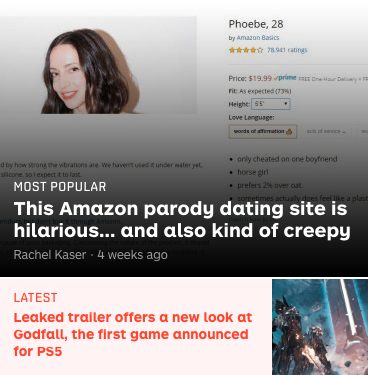 Phoebe, 28
by Amazon Basics
78,941 ratings
Price: $19.99 prime FREE One-Hour Delivery
Fit: As expected (73%)
Height: 5'5"
Love Language:
words of affirmation
acts of service
only cheated on one boyfriend
horse girl
prefers 2% over oat
sometimes actually does feel like a plast
d by how strong the vibrations are. We haven't used it under water yet,
silicone, so I expect it to last.
MOST POPULAR
This Amazon parody dating site is
hilarious... and also kind of creepy
Rachel Kaser · 4 weeks ago
LATEST
Leaked trailer offers a new look at
Godfall, the first game announced
for PS5